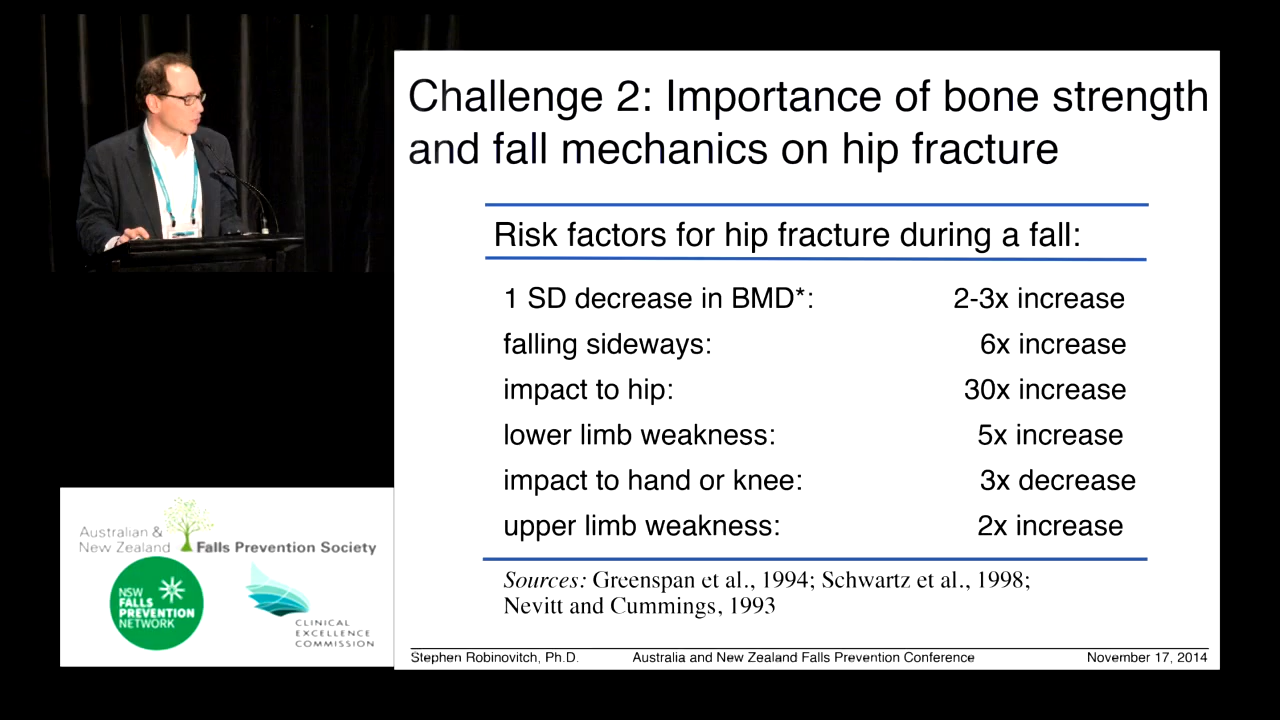 Challenge 2: Importance of bone strength
and fall mechanics on hip fracture
Risk factors for hip fracture during a fall:
1 SD decrease in BMD*: 2-3x increase
falling sideways: 6x increase
impact to hip: 30x increase
lower limb weakness: 5x increase
impact to hand or knee: 3x decrease
upper limb weakness: 2x increase
Sources: Greenspan et al., 1994; Schwartz et al., 1998;
Nevitt and Cummings, 1993
Stephen Robinovitch, Ph.D. Australia and New Zealand Falls Prevention Conference November 17, 2014
Australian &
New Zealand Falls Prevention Society
NSW
FALLS
PREVENTION
NETWORK
CLINICAL
EXCELLENCE
COMMISSION